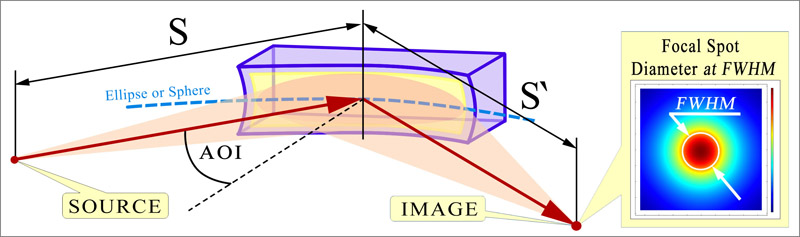 S
Ellipse or Sphere
AOI
SOURCE
S`
IMAGE
Focal Spot
Diameter at FWHM
FWHM